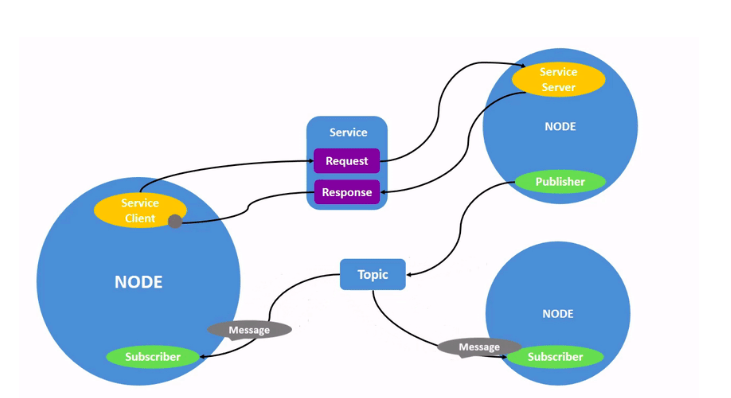 Service
Server
NODE
Service
Request
Response
Publisher
Service
Client
NODE
Topic
NODE
Message
Message
Subscriber
Subscriber